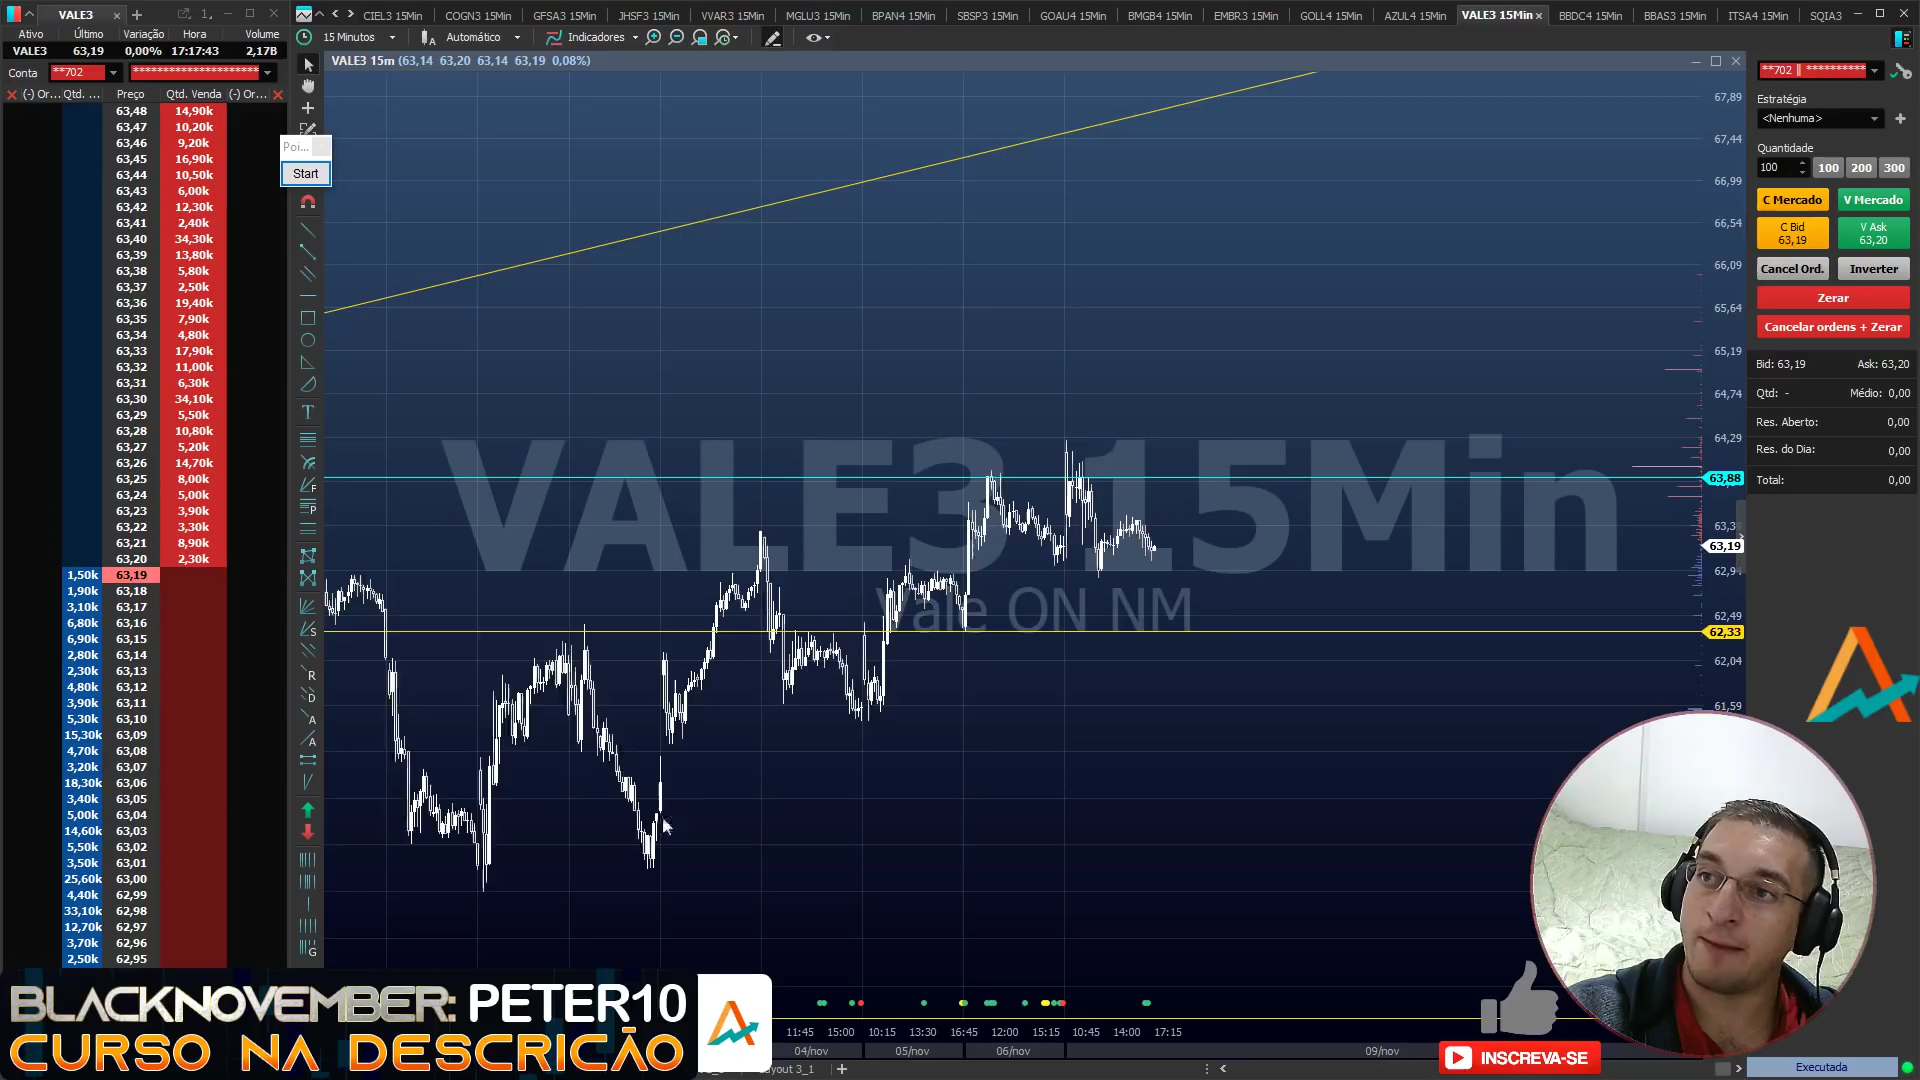 VALE3
CIEL3 15Min
COGN3 15Min
GFSA3 15Min
JHSF3 15Min
VVAR3 15Min
MGLU3 15Min
BPAN4 15Min
SBSP3 15Min
GOAU4 15Min
BMGB4 15Min
EMBR3 15Min
GOLL4 15Min
AZUL4 15Min
VALE3 15Min
BBDC4 15Min
BBAS3 15Min
ITSA4 15Min
SQIA3
Ativo Último Variação Hora Volume
VALE3 63,19 0,00% 17:17:43 2,17B
15 Minutos
Automático
Indicadores
Conta **702 **********************
(-) Or... Qtd. ... Preço Qtd. Venda (-) Or...
63,48 14,90k
63,47 10,20k
63,46 9,20k
63,45 16,90k
63,44 10,50k
63,43 6,00k
63,42 12,30k
63,41 2,40k
63,40 34,30k
63,39 13,80k
63,38 5,80k
63,37 2,50k
63,36 19,40k
63,35 7,90k
63,34 4,80k
63,33 17,90k
63,32 11,00k
63,31 6,30k
63,30 34,10k
63,29 5,50k
63,28 10,80k
63,27 5,20k
63,26 14,70k
63,25 8,00k
63,24 5,00k
63,23 3,90k
63,22 3,30k
63,21 8,90k
63,20 2,30k
1,50k 63,19
1,90k 63,18
3,10k 63,17
6,80k 63,16
6,90k 63,15
2,80k 63,14
2,30k 63,13
4,80k 63,12
3,90k 63,11
5,30k 63,10
15,30k 63,09
4,70k 63,08
3,20k 63,07
18,30k 63,06
3,40k 63,05
5,00k 63,04
14,60k 63,03
5,50k 63,02
3,50k 63,01
25,60k 63,00
4,40k 62,99
33,10k 62,98
12,70k 62,97
3,70k 62,96
2,50k 62,95
Poi...
Start
VALE3 15m (63,14 63,20 63,14 63,19 0,08%)
VALE3 15Min
Vale ON NM
67,89
67,44
66,99
66,54
66,09
65,64
65,19
74,74
64,29
63,88
63,19
62,94
62,49
62,33
62,04
61,59
**702 || **********
Estratégia
<Nenhuma>
Quantidade
100 100 200 300
C Mercado V Mercado
C Bid 63,19
V Ask 63,20
Cancel Ord. Inverter
Zerar
Cancelar ordens + Zerar
Bid: 63,19 Ask: 63,20
Qtd: - Médio: 0,00
Res. Aberto: 0,00
Res. do Dia: 0,00
Total: 0,00
11:45 15:00 10:15 13:30 16:45 12:00 15:15 10:45 14:00 17:15
04/nov 05/nov 06/nov 09/nov
BLACKNOVEMBER: PETER10
CURSO NA DESCRICÃO
INSCREVA-SE
Layout 3_1
Executada